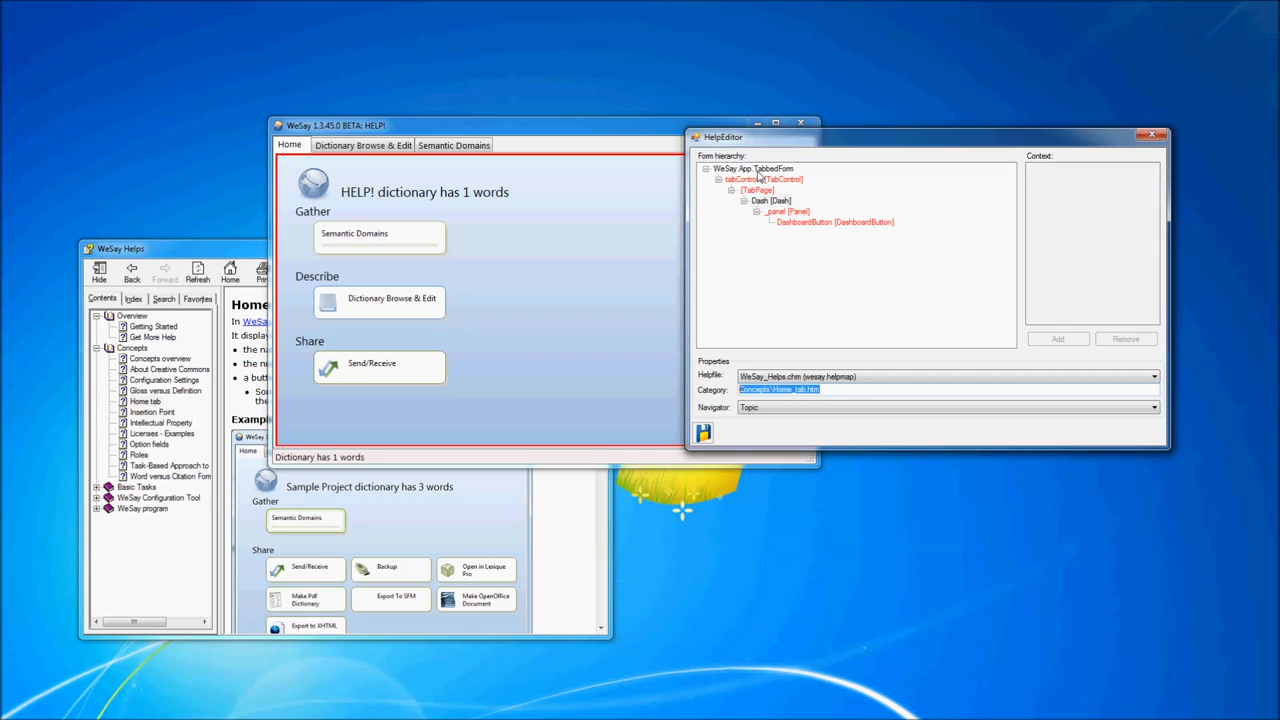 WeSay 1.3.45.0 BETA: HELP!
Home
Dictionary Browse & Edit
Semantic Domains
HELP! dictionary has 1 words
Gather
Semantic Domains
Describe
Dictionary Browse & Edit
Share
Send/Receive
Dictionary has 1 words
HelpEditor
Form hierarchy:
Context:
WeSay.App.TabbedForm
[TabControl]
[TabPage]
Dash [Dash]
_panel [Panel]
DashboardButton [DashboardButton]
Add
Remove
Properties
Helpfile:
WeSay_Helps.chm (wesay.helpmap)
Category:
Concepts\Home_tab.htm
Navigator:
Topic
WeSay Helps
Hide
Back
Forward
Refresh
Home
Contents
Index
Search
Favorites
Overview
Getting Started
Get More Help
Concepts
Concepts overview
About Creative Commons
Configuration Settings
Gloss versus Definition
Home tab
Insertion Point
Intellectual Property
Licenses - Examples
Option fields
Roles
Task-Based Approach to
Word versus Citation
Basic Tasks
WeSay Configuration Tool
WeSay program
Home
In WeSa
It display
• the na
• the nu
• a butt
Example
Home
Sample Project dictionary has 3 words
Gather
Semantic Domains
Share
Send/Receive
Backup
Open in Lexique
Pro
Make Pdf
Dictionary
Export To SFM
Make OpenOffice
Document
Export to XHTML